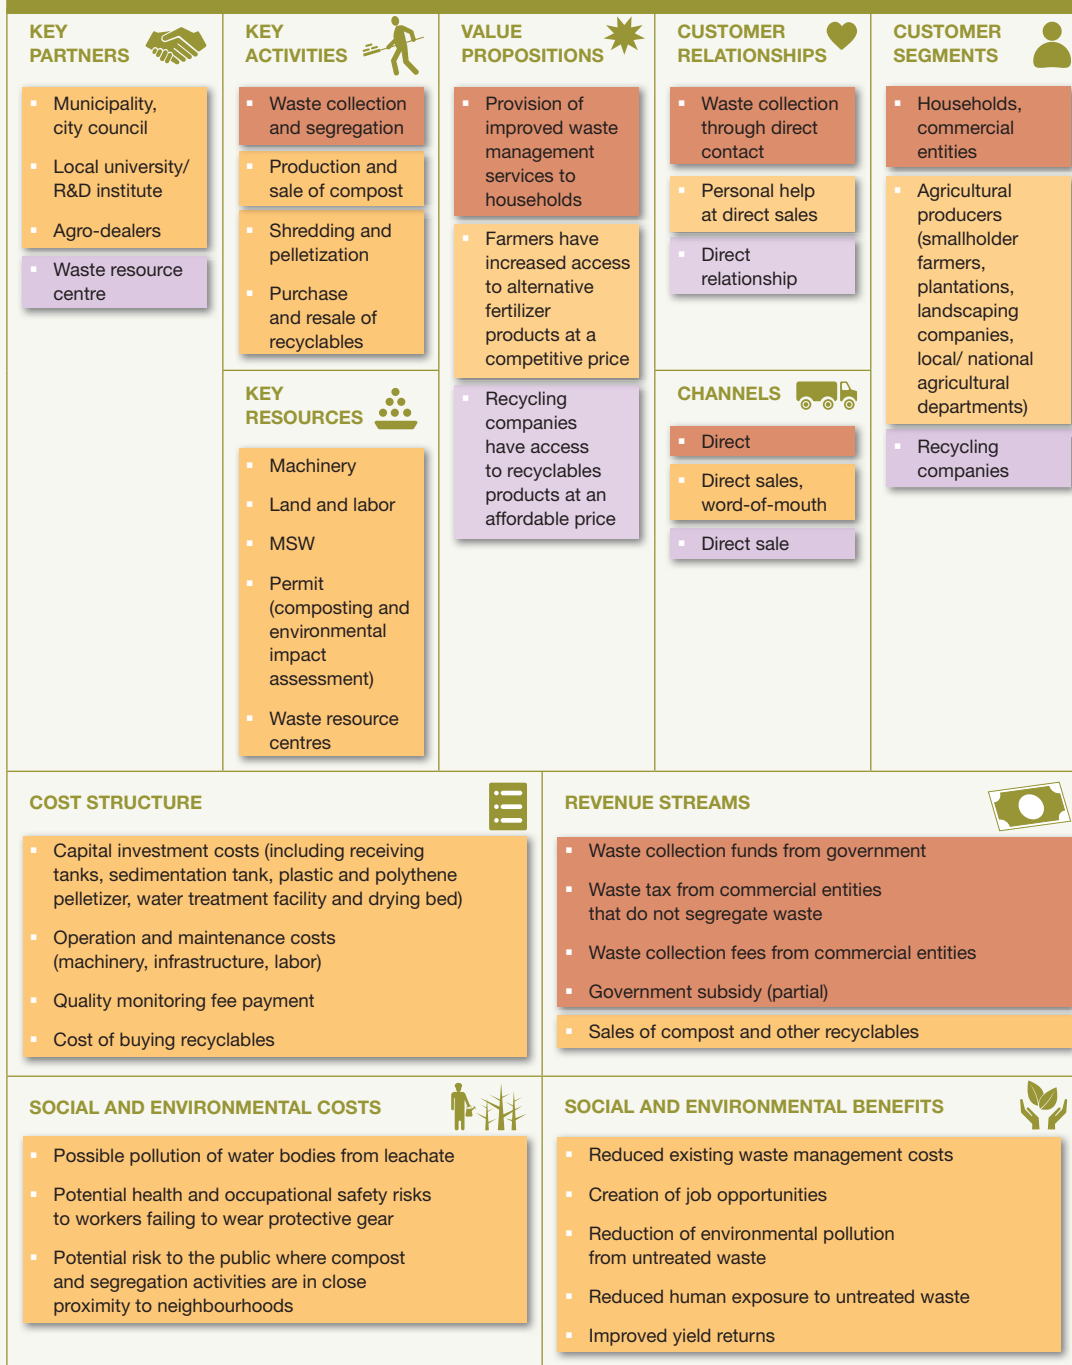 KEY
PARTNERS
Municipality,
city council
Local university/
R&D institute
Agro-dealers
Waste resource
centre
KEY
ACTIVITIES
Waste collection
and segregation
Production and
sale of compost
Shredding and
pelletization
Purchase
and resale of
recyclables
KEY
RESOURCES
Machinery
Land and labor
MSW
Permit
(composting and
environmental
impact
assessment)
Waste resource
centres
VALUE
PROPOSITIONS
Provision of
improved waste
management
services to
households
Farmers have
increased access
to alternative
fertilizer
products at a
competitive price
Recycling
companies
have access
to recyclables
products at an
affordable price
CUSTOMER
RELATIONSHIPS
Waste collection
through direct
contact
Personal help
at direct sales
Direct
relationship
CHANNELS
Direct
Direct sales,
word-of-mouth
Direct sale
CUSTOMER
SEGMENTS
Households,
commercial
entities
Agricultural
producers
(smallholder
farmers,
plantations,
landscaping
companies,
local/ national
agricultural
departments)
Recycling
companies
COST STRUCTURE
Capital investment costs (including receiving
tanks, sedimentation tank, plastic and polythene
pelletizer, water treatment facility and drying bed)
Operation and maintenance costs
(machinery, infrastructure, labor)
Quality monitoring fee payment
Cost of buying recyclables
REVENUE STREAMS
Waste collection funds from government
Waste tax from commercial entities
that do not segregate waste
Waste collection fees from commercial entities
Government subsidy (partial)
Sales of compost and other recyclables
SOCIAL AND ENVIRONMENTAL COSTS
Possible pollution of water bodies from leachate
Potential health and occupational safety risks
to workers failing to wear protective gear
Potential risk to the public where compost
and segregation activities are in close
proximity to neighbourhoods
SOCIAL AND ENVIRONMENTAL BENEFITS
Reduced existing waste management costs
Creation of job opportunities
Reduction of environmental pollution
from untreated waste
Reduced human exposure to untreated waste
Improved yield returns